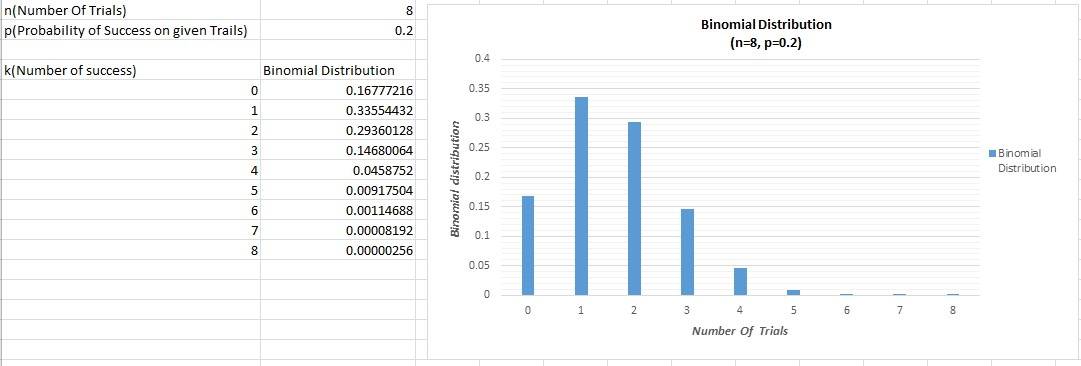 n(Number Of Trials) 8
p(Probability of Success on given Trails) 0.2
k(Number of success) Binomial Distribution
0 0.16777216
1 0.33554432
2 0.29360128
3 0.14680064
4 0.0458752
5 0.00917504
6 0.00114688
7 0.00008192
8 0.00000256
Binomial Distribution
(n=8, p=0.2)
Binomial distribution
0.4
0.35
0.3
0.25
0.2
0.15
0.1
0.05
0
0 1 2 3 4 5 6 7 8
Number Of Trials
Binomial
Distribution